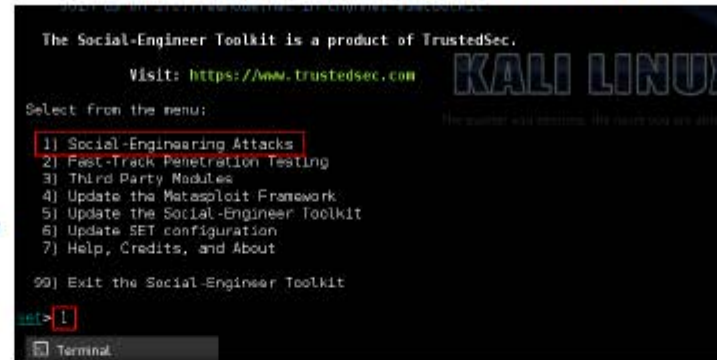 The Social-Engineer Toolkit is a product of TrustedSec.
Visit: https://www.trustedsec.com
KALI LINUX
Select from the menu:
1) Social-Engineering Attacks
2) Fast-Track Penetration Testing
3) Third Party Modules
4) Update the Metasploit Framework
5) Update the Social-Engineer Toolkit
6) Update SET configuration
7) Help, Credits, and About
99) Exit the Social-Engineer Toolkit
set> 1
Terminal